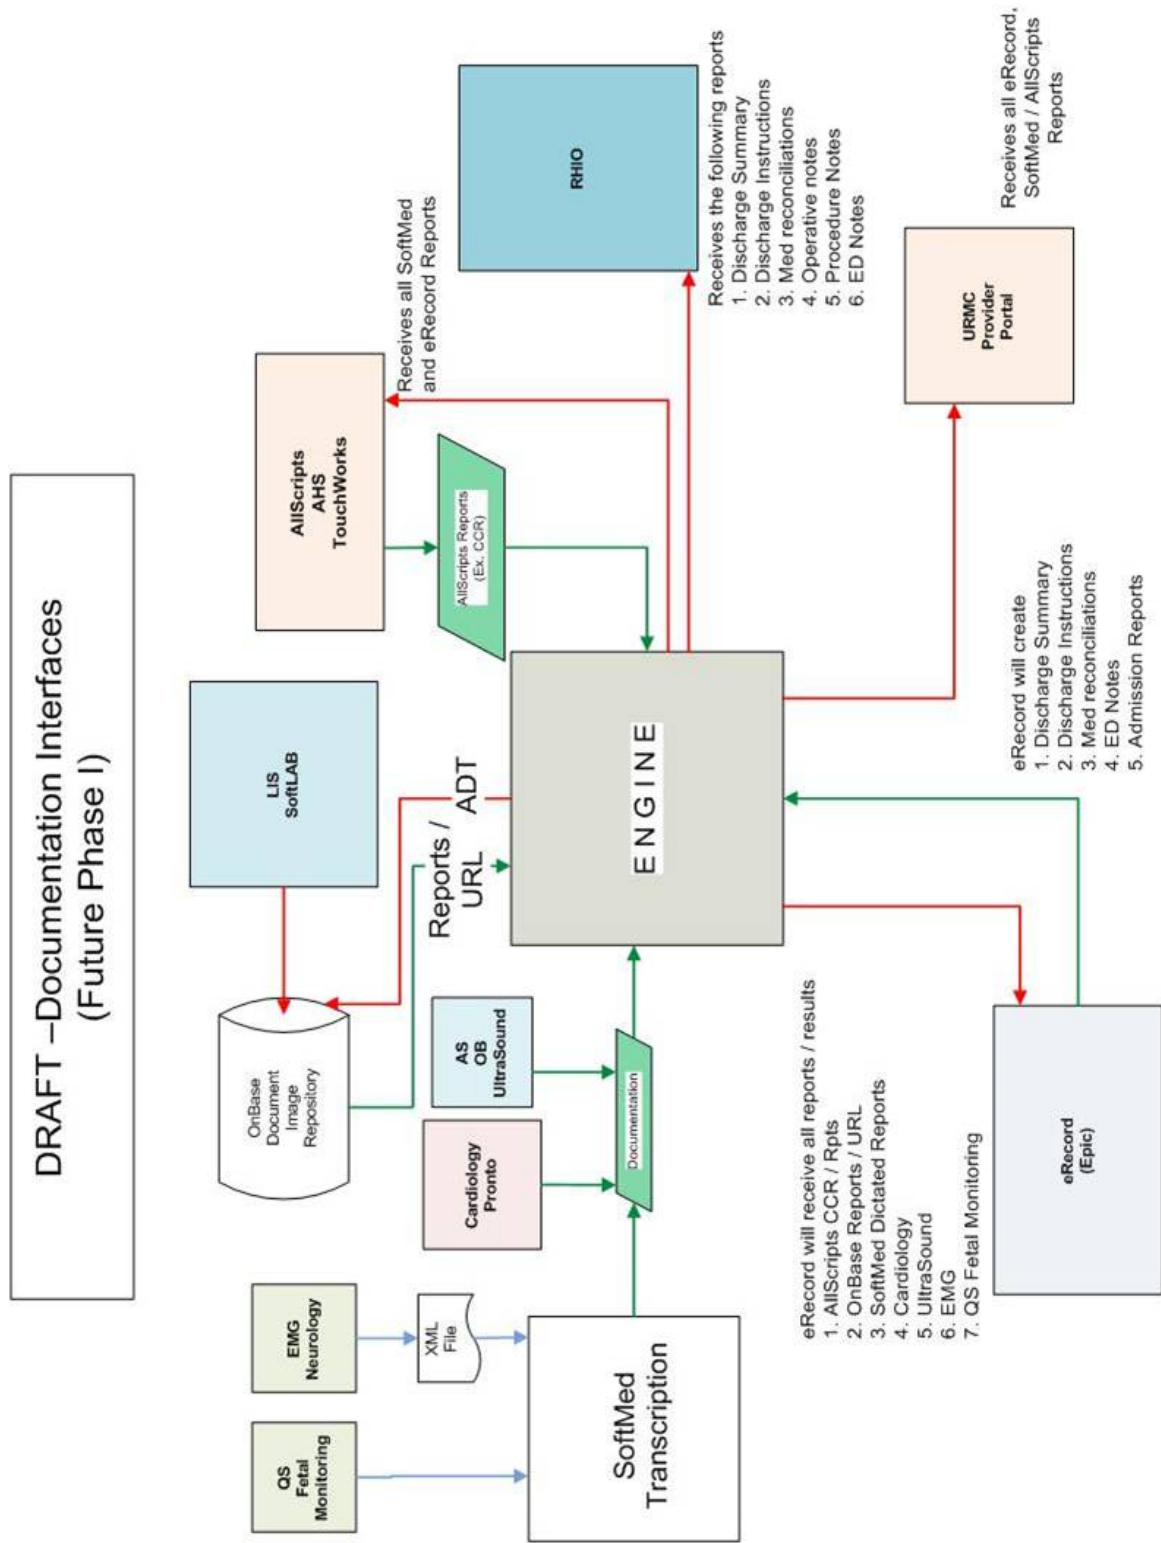 DRAFT –Documentation Interfaces
(Future Phase I)
QS
Fetal
Monitoring
EMG
Neurology
XML
File
SoftMed
Transcription
OnBase
Document
Image
Repository
LIS
SoftLAB
Cardiology
Pronto
AS
OB
UltraSound
Documentation
Reports /
URL
ADT
ENGINE
AllScripts
AHS
TouchWorks
AllScripts Reports
(Ex. CCR)
Receives all SoftMed
and eRecord Reports
RHIO
Receives the following reports
1. Discharge Summary
2. Discharge Instructions
3. Med reconciliations
4. Operative notes
5. Procedure Notes
6. ED Notes
eRecord will receive all reports / results
1. AllScripts CCR / Rpts
2. OnBase Reports / URL
3. SoftMed Dictated Reports
4. Cardiology
5. UltraSound
6. EMG
7. QS Fetal Monitoring
eRecord
(Epic)
eRecord will create
1. Discharge Summary
2. Discharge Instructions
3. Med reconciliations
4. ED Notes
5. Admission Reports
URMC
Provider
Portal
Receives all eRecord,
SoftMed / AllScripts
Reports